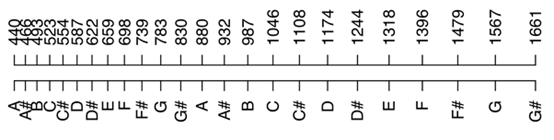 440 466 493 523 554 587 622 659 698 739 783 830 880 932 987 1046 1108 1174 1244 1318 1396 1479 1567 1661
A A# B C C# D D# E F F# G G# A A# B C C# D D# E F F# G G#